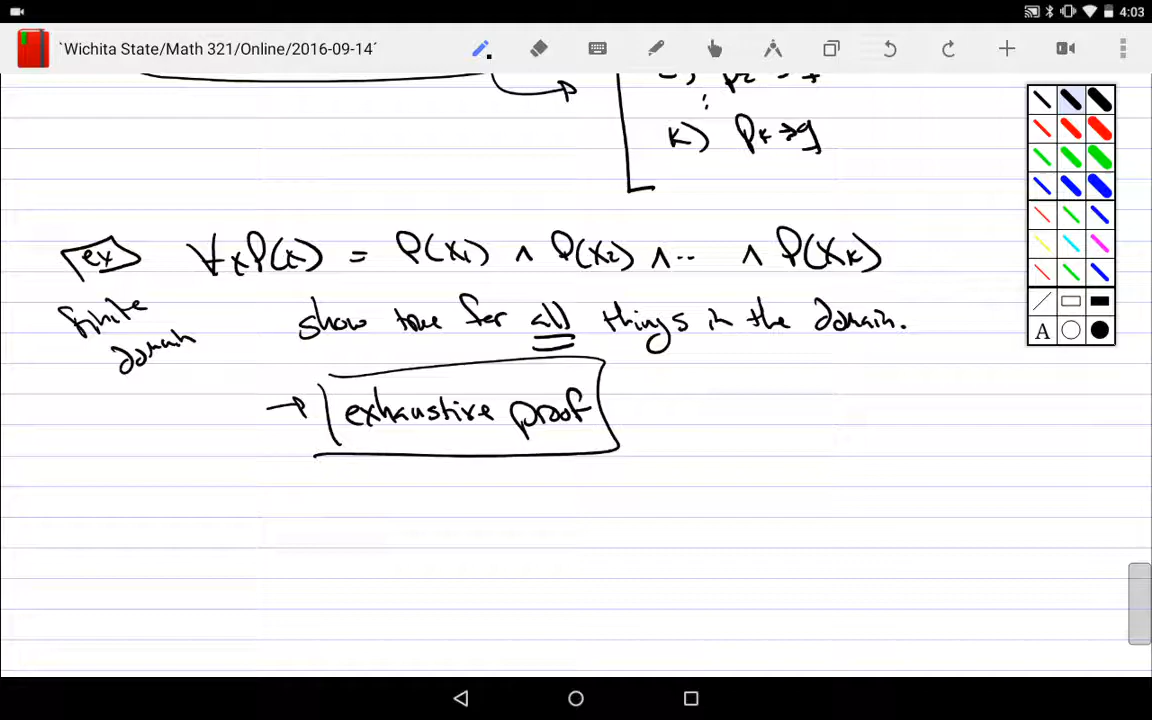 4:03
`Wichita State/Math 321/Online/2016-09-14´
k) Pk→q
ex ∀xP(x) = P(x1) ∧ P(x2) ∧ ·· ∧ P(xk)
finite domain
show true for all things in the domain.
→ exhaustive proof
A